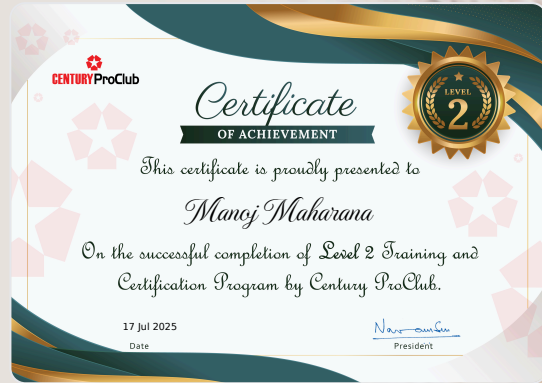 CENTURY ProClub
Certificate
OF ACHIEVEMENT
LEVEL
2
This certificate is proudly presented to
Manoj Maharana
On the successful completion of Level 2 Training and
Certification Program by Century ProClub.
17 Jul 2025
Date
President